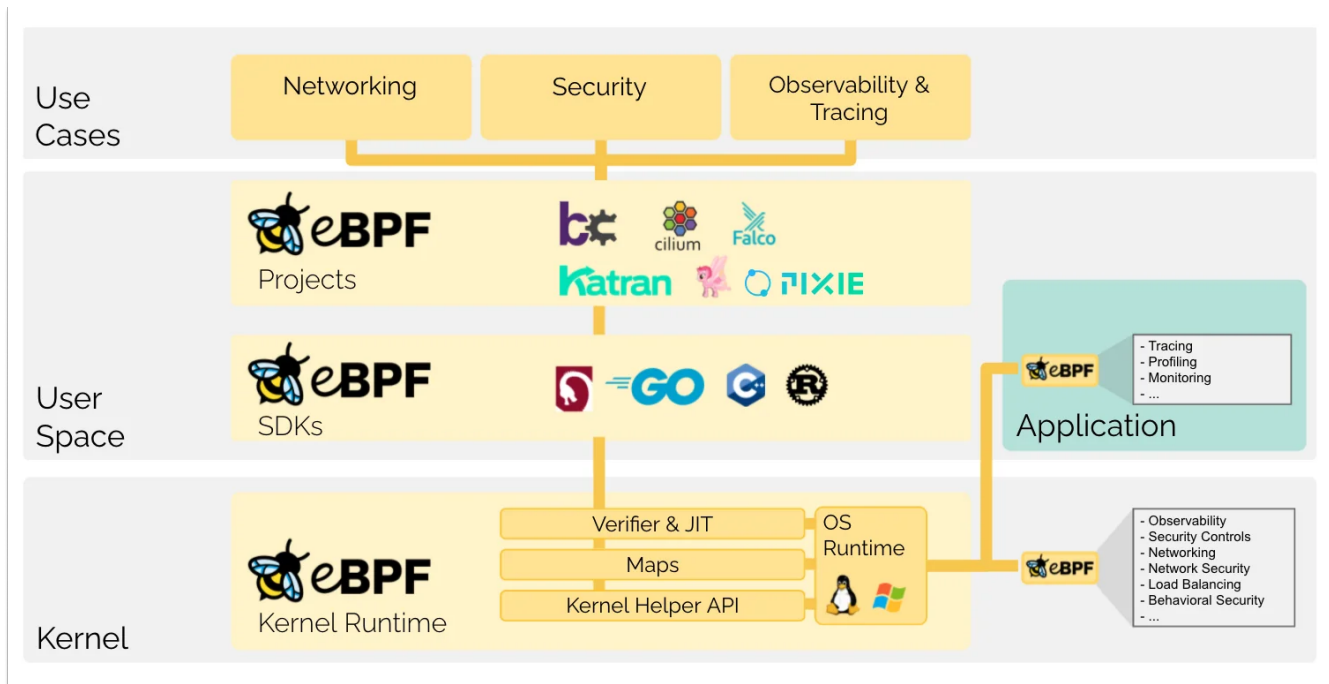 Use
Cases
Networking
Security
Observability &
Tracing
User
Space
eBPF
Projects
bc
cilium
Falco
Katran
PIXIE
eBPF
SDKs
GO
C++
R
eBPF
- Tracing
- Profiling
- Monitoring
- ...
Application
Kernel
eBPF
Kernel Runtime
Verifier & JIT
Maps
Kernel Helper API
OS
Runtime
eBPF
- Observability
- Security Controls
- Networking
- Network Security
- Load Balancing
- Behavioral Security
- ...